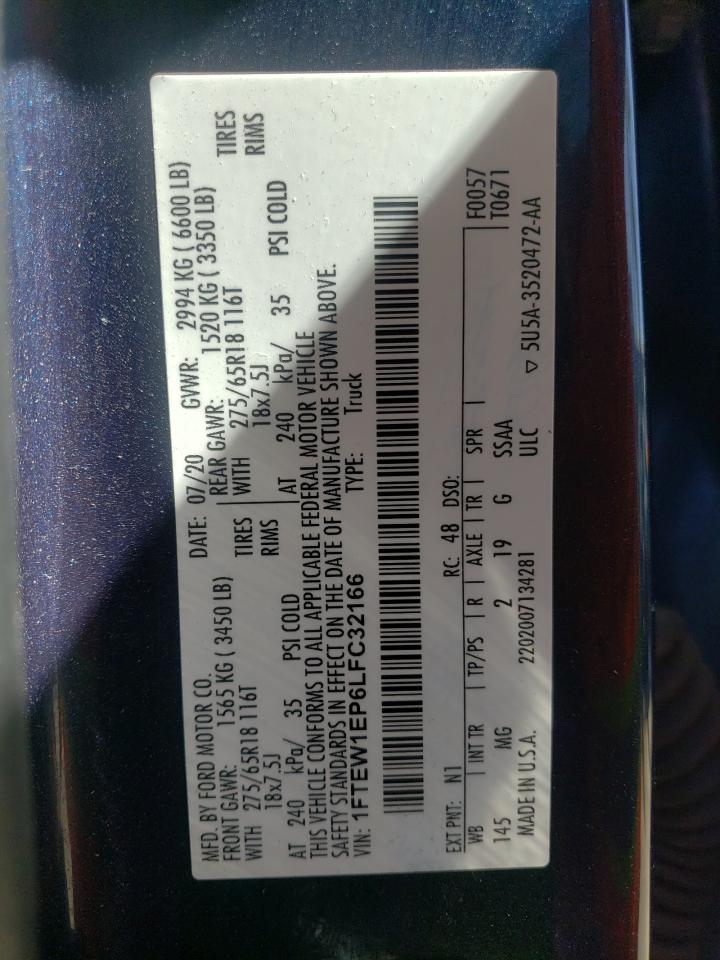 MFD. BY FORD MOTOR CO. DATE: 07/20 GVWR: 2994 KG ( 6600 LB)
FRONT GAWR: 1565 KG ( 3450 LB) REAR GAWR: 1520 KG ( 3350 LB)
WITH 275/65R18 116T TIRES WITH 275/65R18 116T TIRES
18x7.5J RIMS 18x7.5J RIMS
AT 240 kPa/ 35 PSI COLD AT 240 kPa/ 35 PSI COLD
THIS VEHICLE CONFORMS TO ALL APPLICABLE FEDERAL MOTOR VEHICLE
SAFETY STANDARDS IN EFFECT ON THE DATE OF MANUFACTURE SHOWN ABOVE.
VIN: 1FTEW1EP6LFC32166 TYPE: Truck
EXT PNT: N1 RC: 48 DSO:
WB INT TR TP/PS R AXLE TR SPR F0057
145 MG 2 19 G SSAA T0671
MADE IN U.S.A. 2202007134281 ULC ▽ 5U5A-3520472-AA